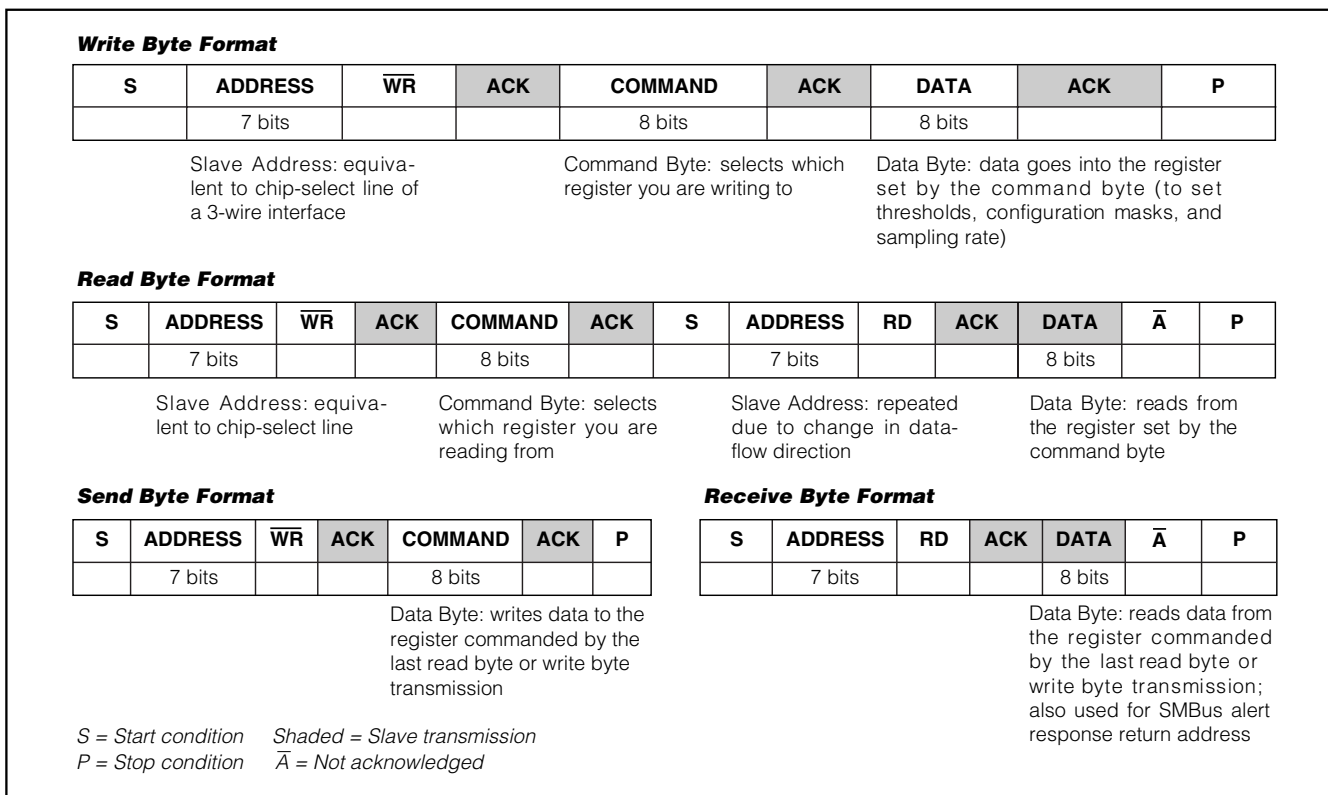 Write Byte Format
S ADDRESS W̅R̅ ACK COMMAND ACK DATA ACK P
7 bits 8 bits 8 bits
Slave Address: equiva-
lent to chip-select line of
a 3-wire interface
Command Byte: selects which
register you are writing to
Data Byte: data goes into the register
set by the command byte (to set
thresholds, configuration masks, and
sampling rate)
Read Byte Format
S ADDRESS W̅R̅ ACK COMMAND ACK S ADDRESS RD ACK DATA A̅ P
7 bits 8 bits 7 bits 8 bits
Slave Address: equiva-
lent to chip-select line
Command Byte: selects
which register you are
reading from
Slave Address: repeated
due to change in data-
flow direction
Data Byte: reads from
the register set by the
command byte
Send Byte Format
S ADDRESS W̅R̅ ACK COMMAND ACK P
7 bits 8 bits
Data Byte: writes data to the
register commanded by the
last read byte or write byte
transmission
Receive Byte Format
S ADDRESS RD ACK DATA A̅ P
7 bits 8 bits
Data Byte: reads data from
the register commanded
by the last read byte or
write byte transmission;
also used for SMBus alert
response return address
S = Start condition Shaded = Slave transmission
P = Stop condition A̅ = Not acknowledged